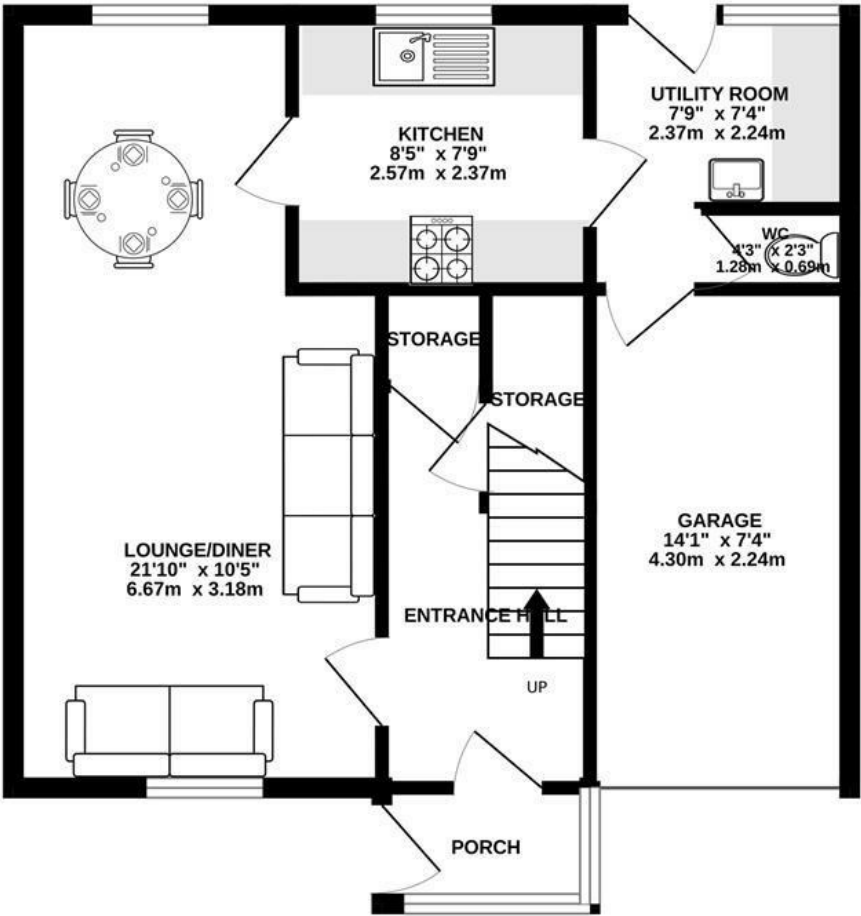 UTILITY ROOM
7'9" x 7'4"
2.37m x 2.24m
KITCHEN
8'5" x 7'9"
2.57m x 2.37m
WC
4'3" x 2'3"
1.28m x 0.69m
STORAGE
STORAGE
GARAGE
14'1" x 7'4"
4.30m x 2.24m
LOUNGE/DINER
21'10" x 10'5"
6.67m x 3.18m
ENTRANCE HALL
UP
PORCH